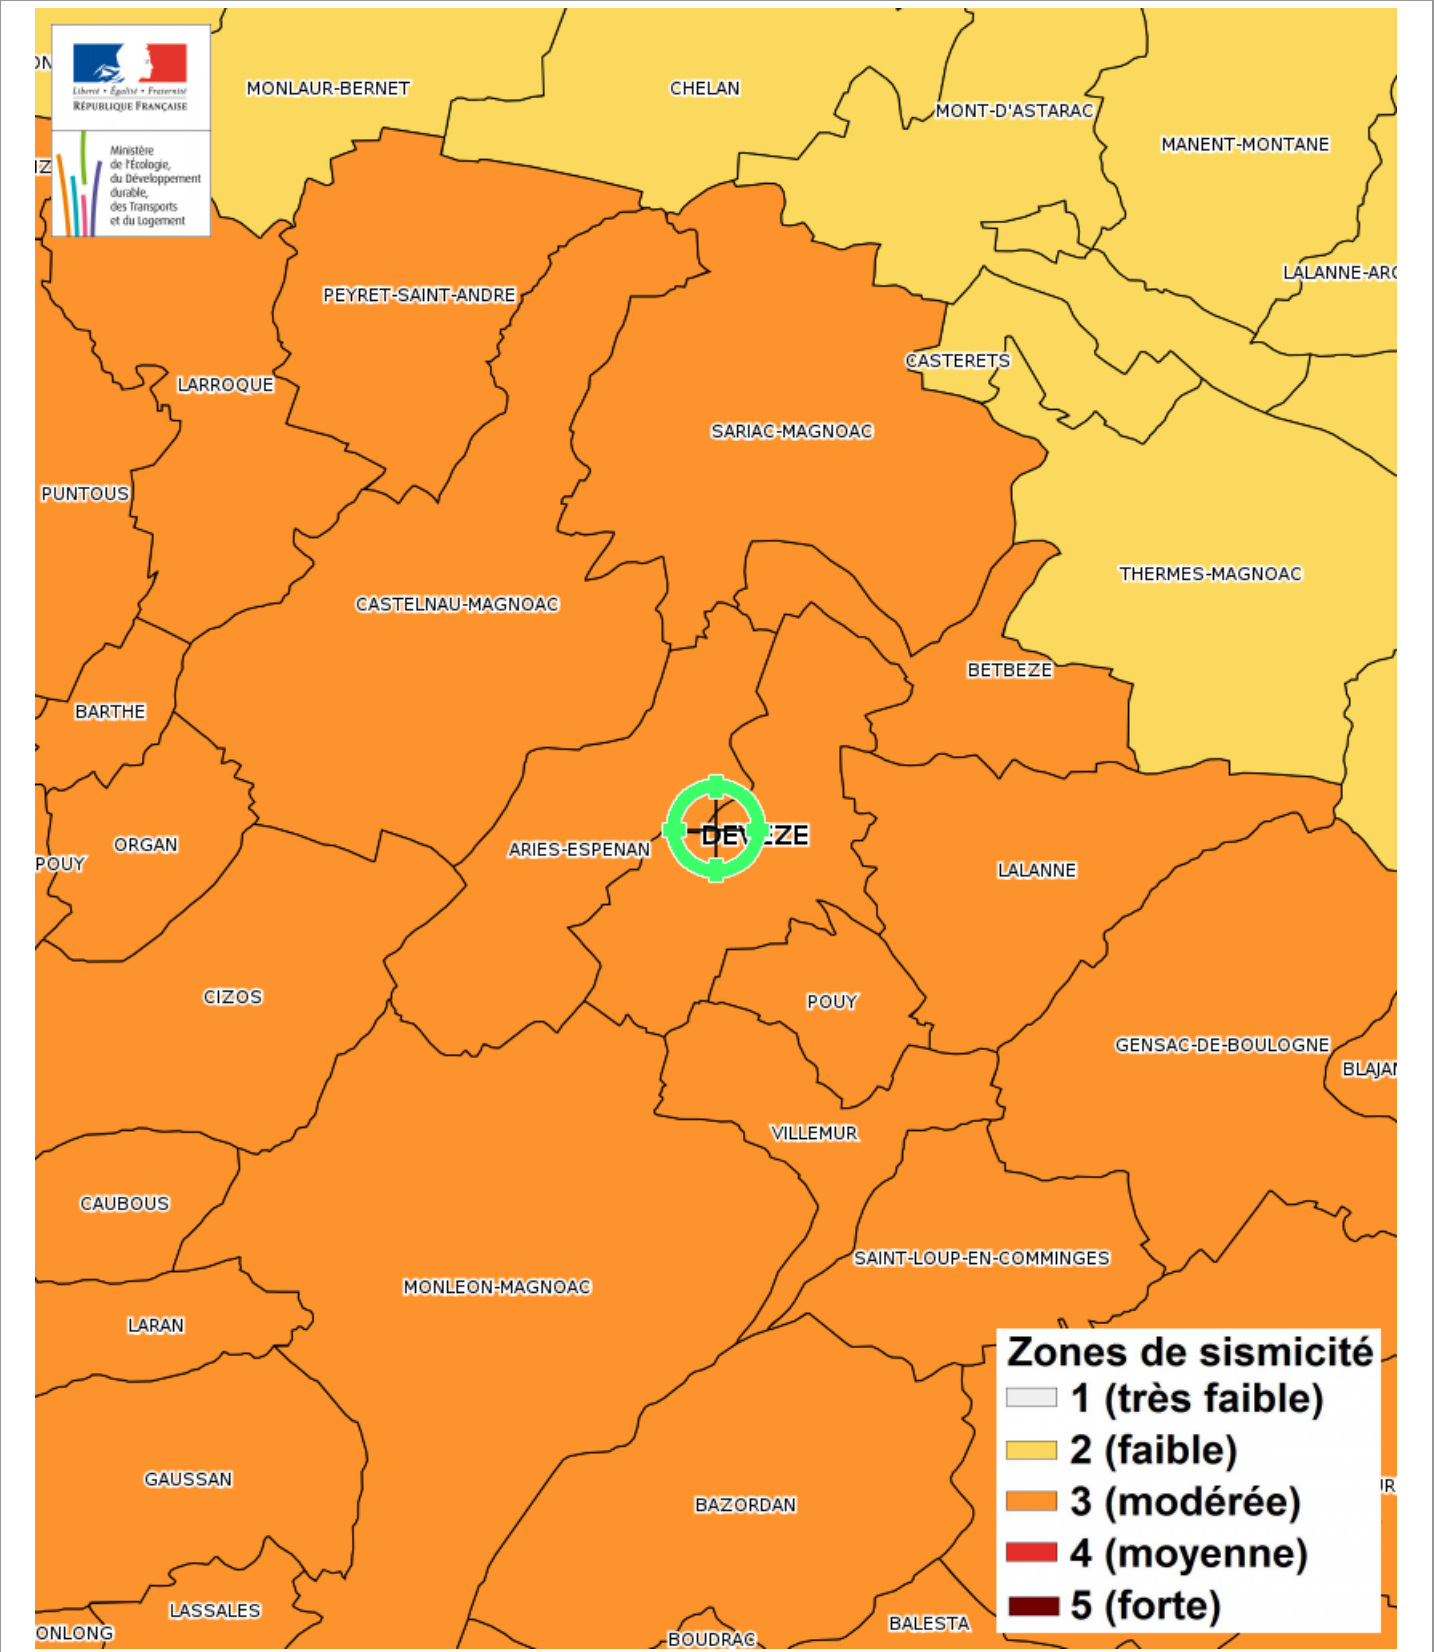 MONLAUR-BERNET
CHELAN
Liberté • Égalité • Fraternité
RÉPUBLIQUE FRANÇAISE
MONT-D'ASTARAC
MANENT-MONTANE
Ministère
de l'Écologie,
du Développement
durable,
des Transports
et du Logement
LALANNE-ARC
PEYRET-SAINT-ANDRE
CASTERETS
LARROQUE
SARIAC-MAGNOAC
PUNTOUS
THERMES-MAGNOAC
CASTELNAU-MAGNOAC
BETBEZE
BARTHE
DEVEZE
ORGAN
ARIES-ESPENAN
POUY
LALANNE
CIZOS
POUY
GENSAC-DE-BOULOGNE
BLAJAN
VILLEMUR
CAUBOUS
SAINT-LOUP-EN-COMMINGES
MONLEON-MAGNOAC
LARAN
Zones de sismicité
1 (très faible)
2 (faible)
3 (modérée)
4 (moyenne)
5 (forte)
GAUSSAN
BAZORDAN
LASSALES
BALESTA
ONLONG
BOUDRAC